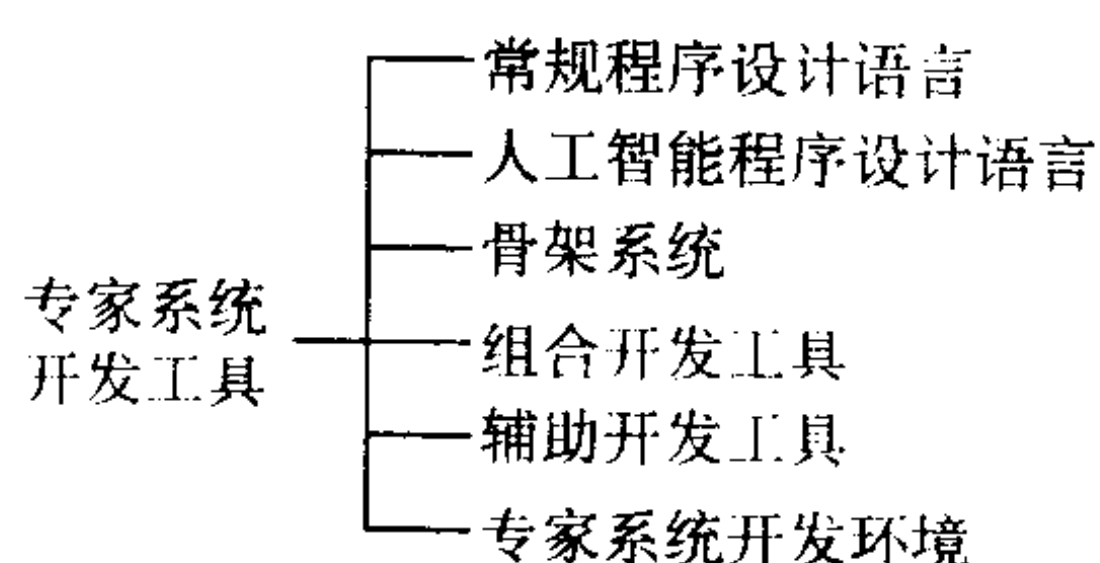 常规程序设计语言
人工智能程序设计语言
骨架系统
专家系统
开发工具
组合开发工具
辅助开发工具
专家系统开发环境